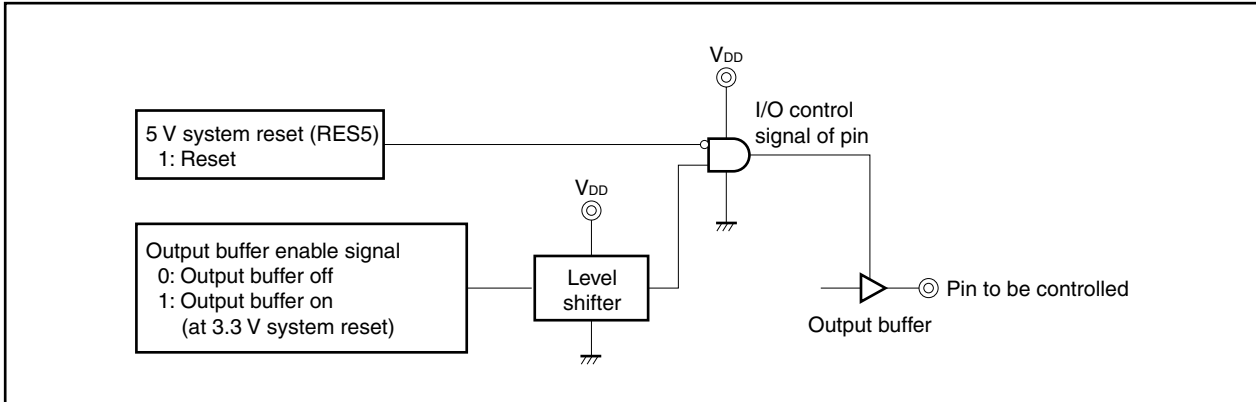 VDD
5 V system reset (RES5)
1: Reset
I/O control
signal of pin
VDD
Output buffer enable signal
0: Output buffer off
1: Output buffer on
(at 3.3 V system reset)
Level
shifter
Pin to be controlled
Output buffer